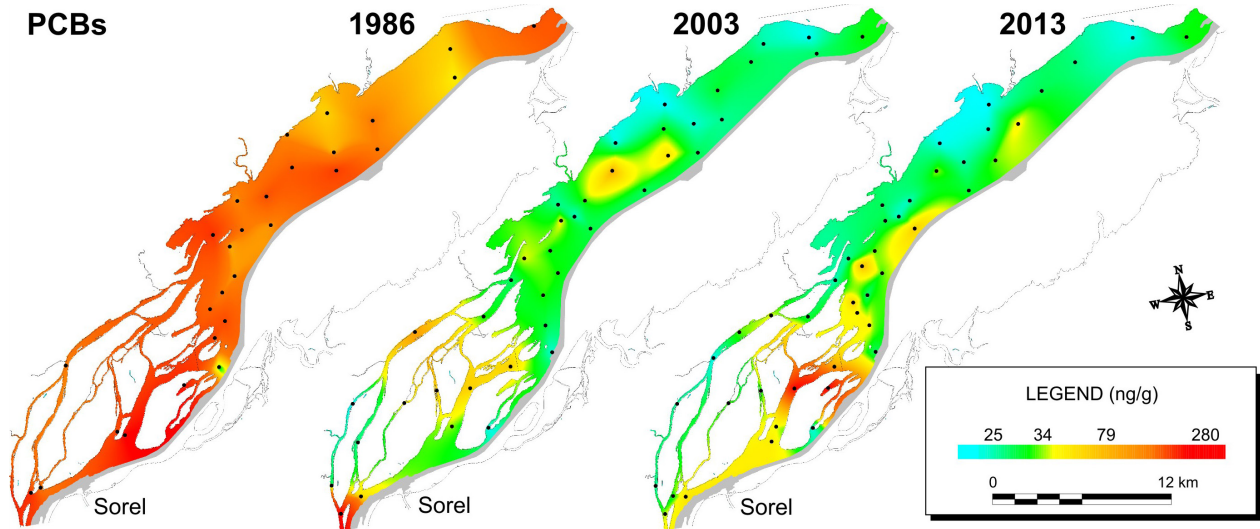 PCBs 1986 2003 2013
N
W E
S
LEGEND (ng/g)
25 34 79 280
0 12 km
Sorel Sorel Sorel